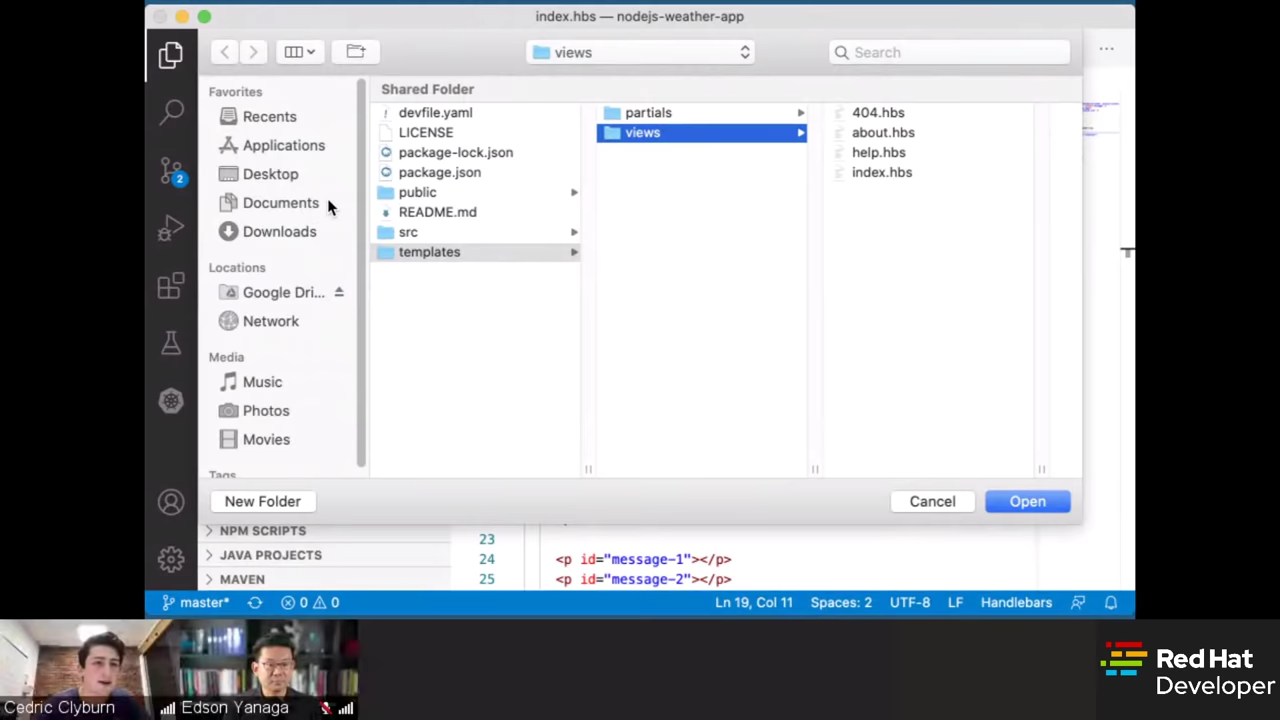 index.hbs — nodejs-weather-app
views
Search
Favorites
Recents
Applications
Desktop
Documents
Downloads
Locations
Google Dri...
Network
Media
Music
Photos
Movies
Tags
Shared Folder
devfile.yaml
LICENSE
package-lock.json
package.json
public
README.md
src
templates
partials
views
404.hbs
about.hbs
help.hbs
index.hbs
New Folder
Cancel
Open
2
NPM SCRIPTS
JAVA PROJECTS
MAVEN
23
24 <p id="message-1"></p>
25 <p id="message-2"></p>
master* 0 0 Ln 19, Col 11 Spaces: 2 UTF-8 LF Handlebars
Cedric Clyburn
Edson Yanaga
Red Hat
Developer